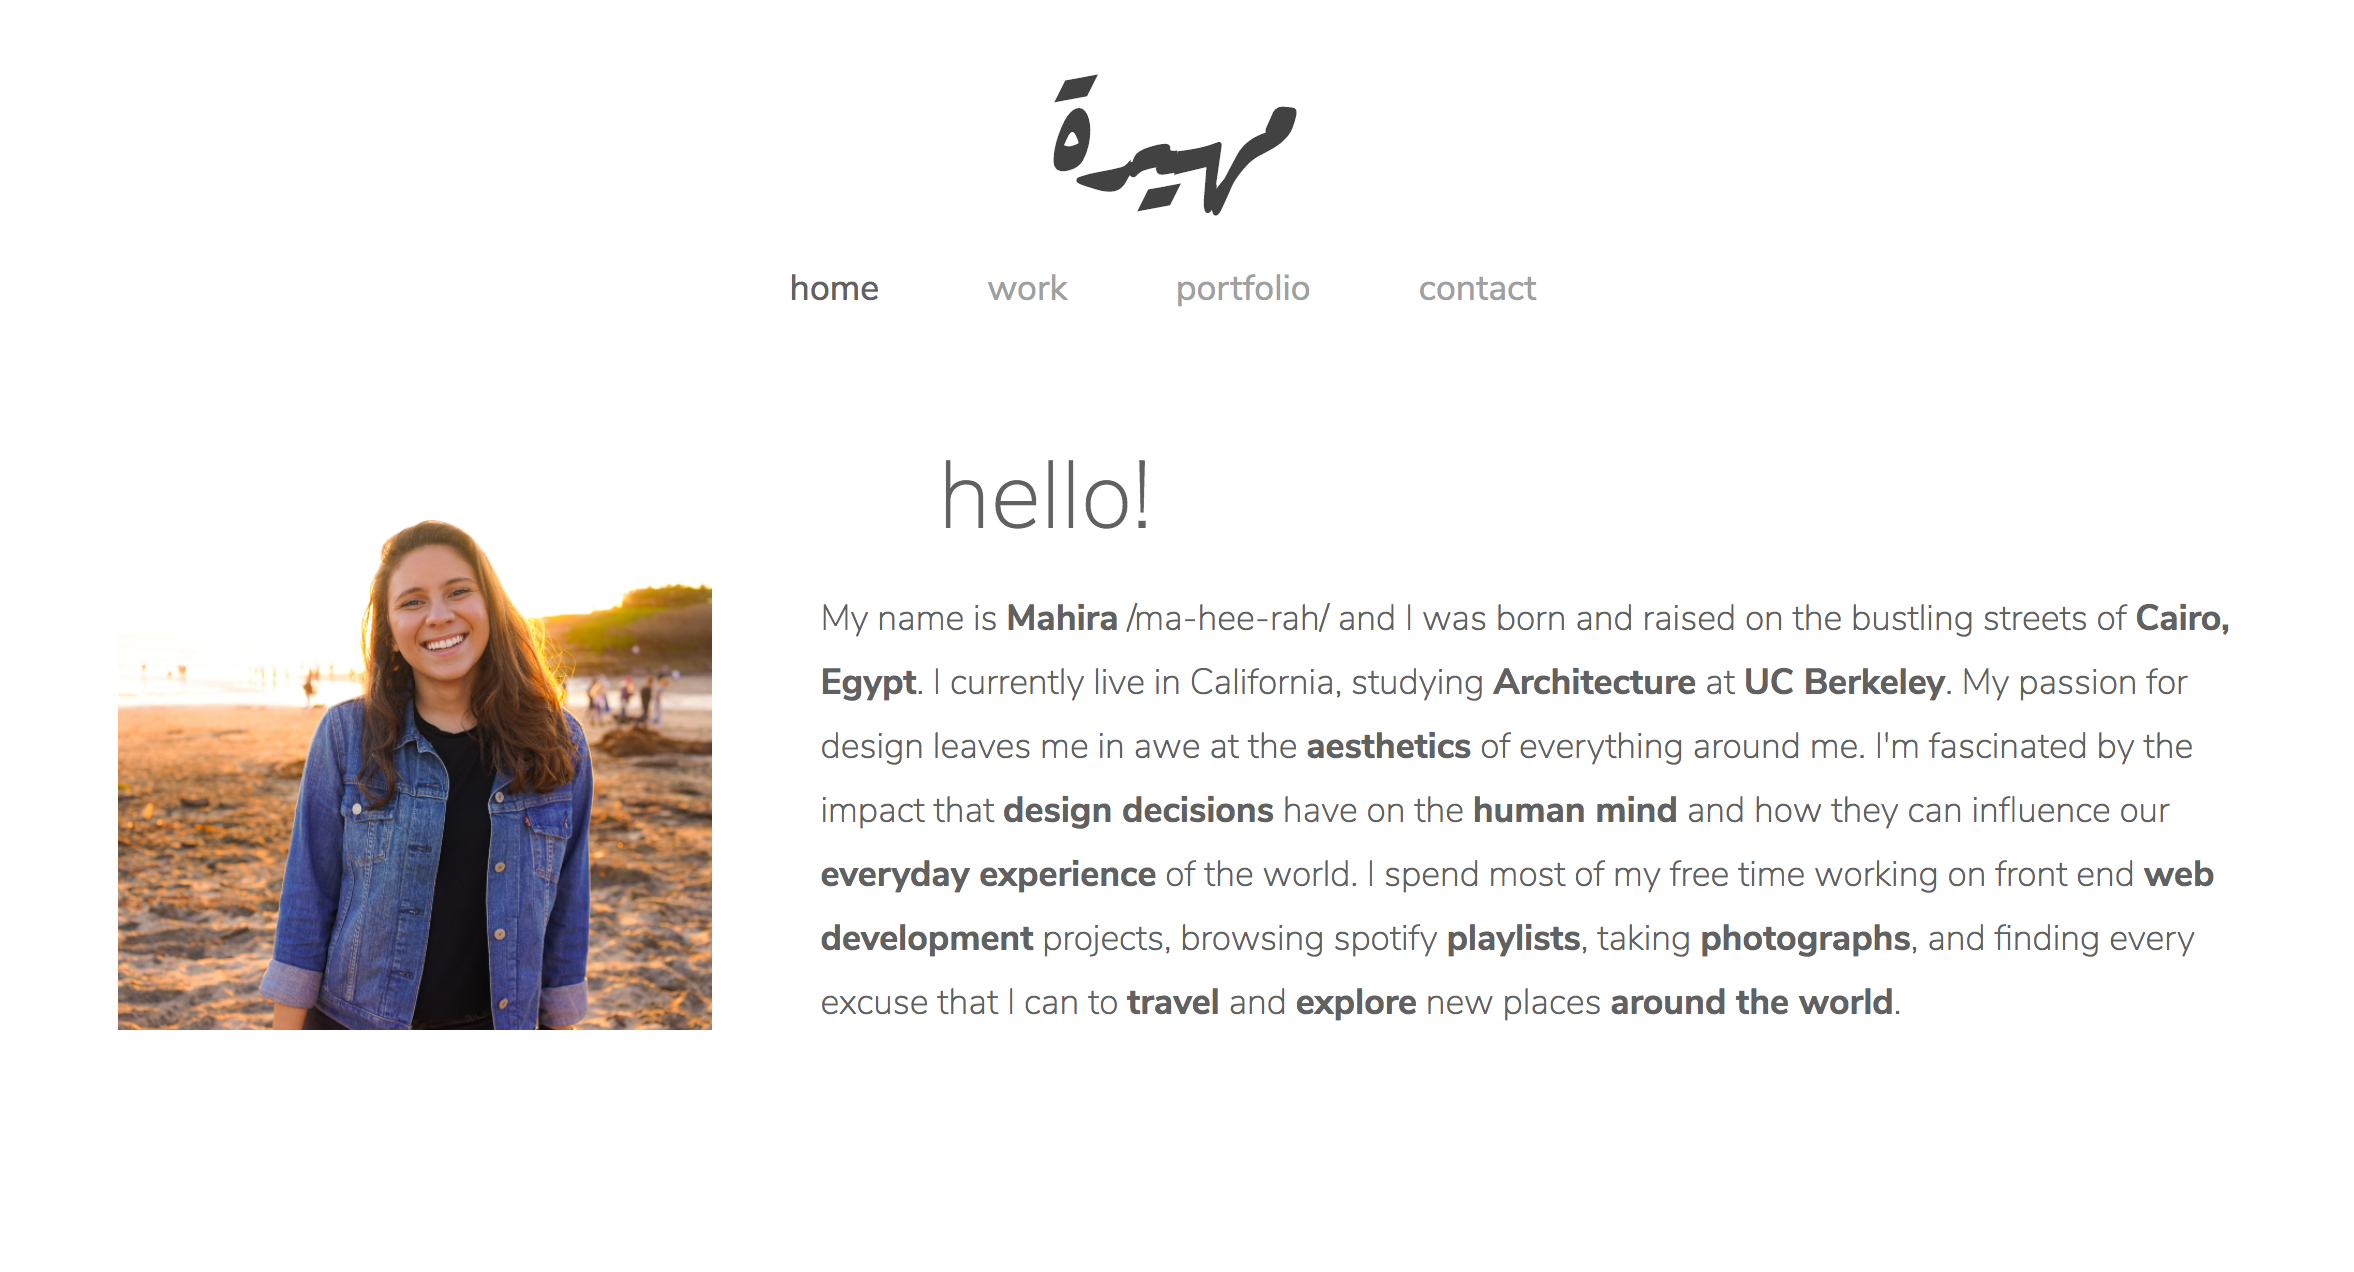 مهيرة
home work portfolio contact
hello!
My name is Mahira /ma-hee-rah/ and I was born and raised on the bustling streets of Cairo,
Egypt. I currently live in California, studying Architecture at UC Berkeley. My passion for
design leaves me in awe at the aesthetics of everything around me. I'm fascinated by the
impact that design decisions have on the human mind and how they can influence our
everyday experience of the world. I spend most of my free time working on front end web
development projects, browsing spotify playlists, taking photographs, and finding every
excuse that I can to travel and explore new places around the world.